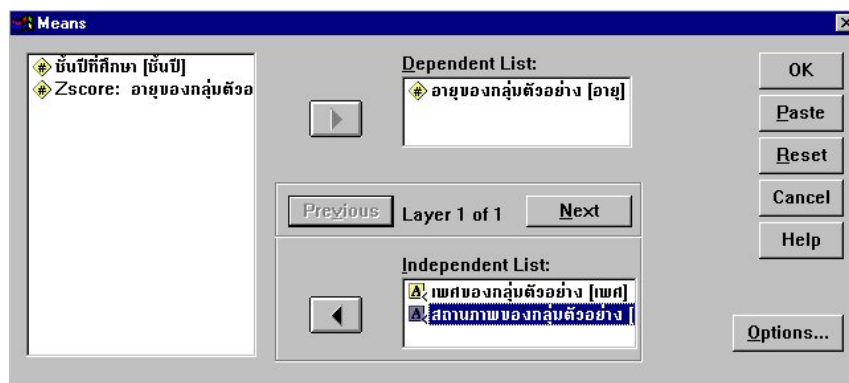 Means
ชั้นปีที่ศึกษา [ชั้นปี]
Zscore: อายุของกลุ่มตัวอ
Dependent List:
อายุของกลุ่มตัวอย่าง [อายุ]
Previous
Layer 1 of 1
Next
Independent List:
เพศของกลุ่มตัวอย่าง [เพศ]
สถานภาพของกลุ่มตัวอย่าง [
OK
Paste
Reset
Cancel
Help
Options...